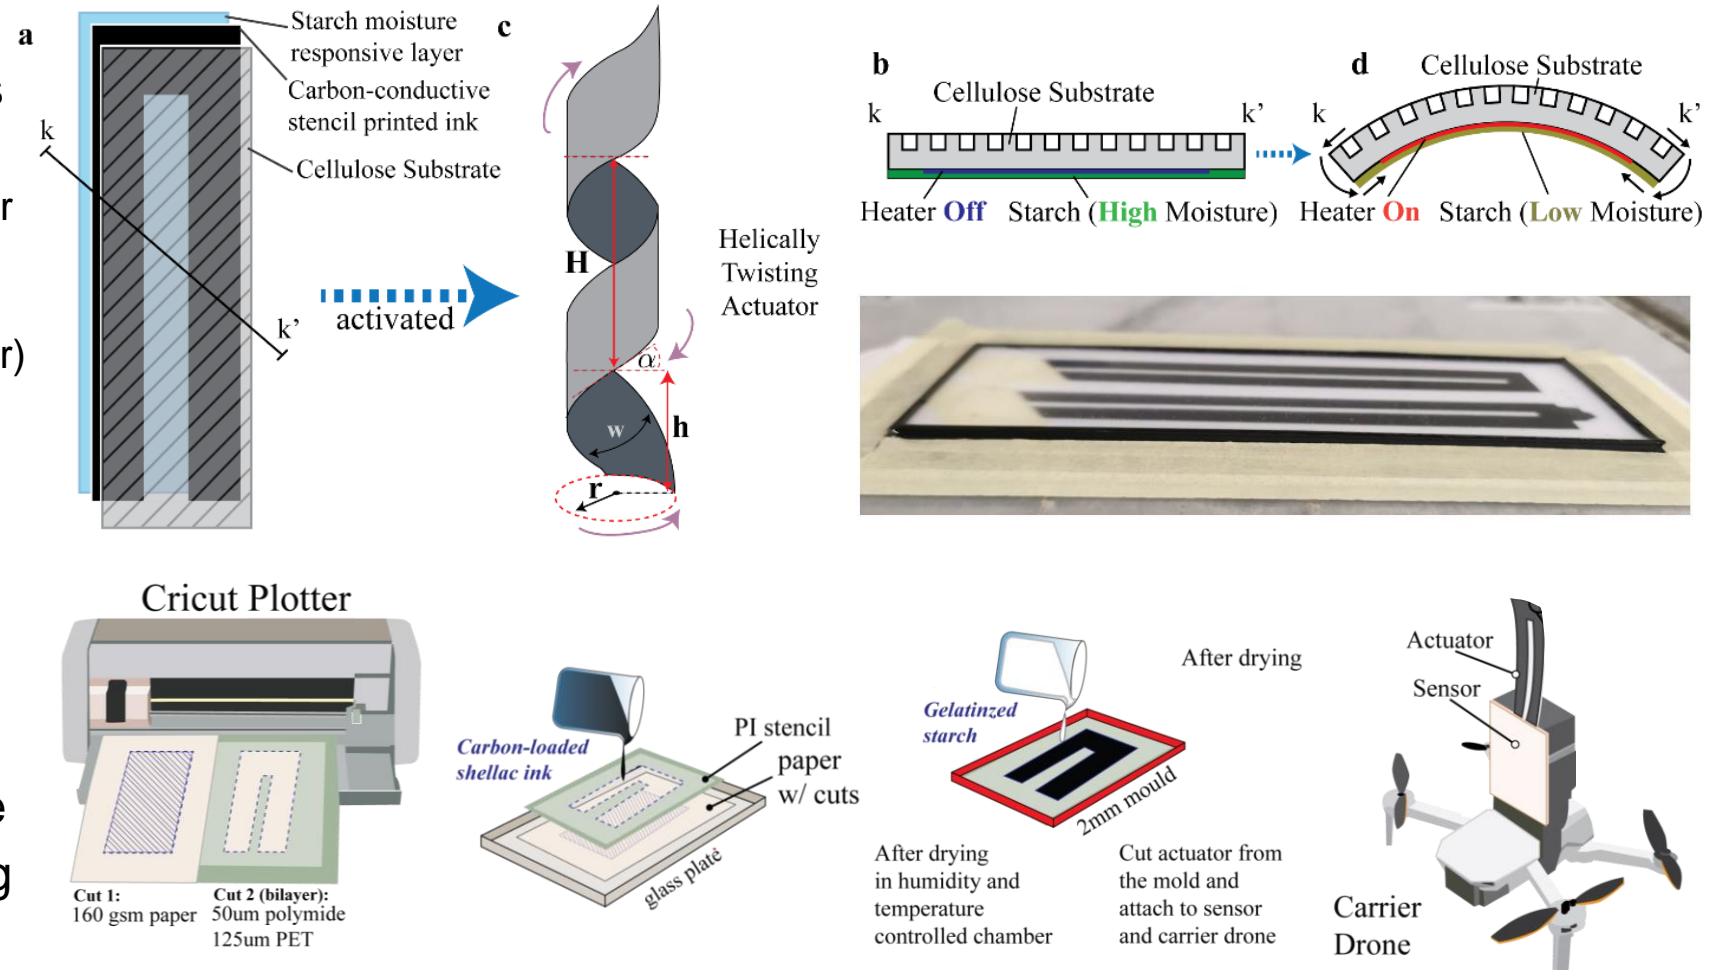 a
Starch moisture
responsive layer
Carbon-conductive
stencil printed ink
Cellulose Substrate
k
k’
activated
c
H
α
h
w
r
Helically
Twisting
Actuator
b
Cellulose Substrate
k
k’
Heater Off
Starch (High Moisture)
d
Cellulose Substrate
k
k’
Heater On
Starch (Low Moisture)
s
r
r)
e
g
Cricut Plotter
Cut 1:
160 gsm paper
Cut 2 (bilayer):
50um polymide
125um PET
Carbon-loaded
shellac ink
PI stencil
paper
w/ cuts
glass plate
Gelatinzed
starch
After drying
2mm mould
After drying
in humidity and
temperature
controlled chamber
Cut actuator from
the mold and
attach to sensor
and carrier drone
Actuator
Sensor
Carrier
Drone